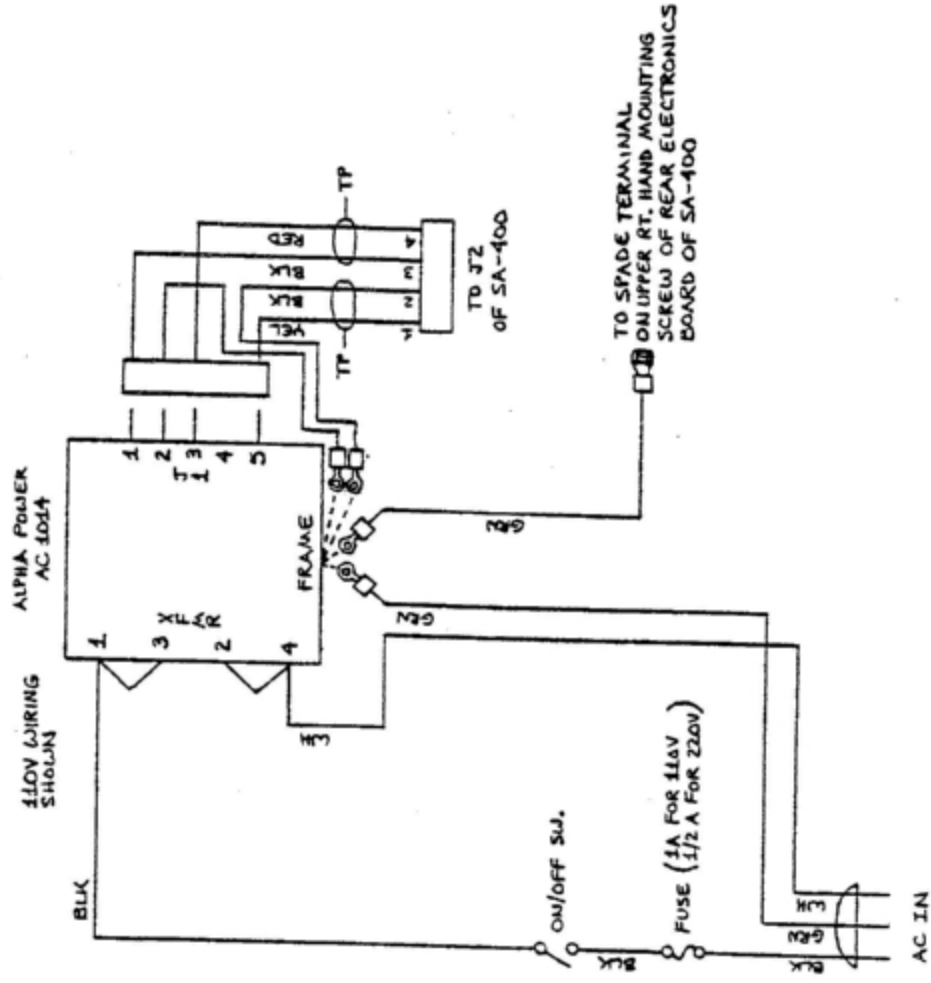 ALPHA POWER
AC 1014
110V WIRING
SHOWN
XFMR
1
3
2
4
J1
1
2
3
4
5
FRAME
RED
BLK
BLK
YEL
TP
TP
4
3
2
1
TO J2
OF SA-400
TO SPADE TERMINAL
ON UPPER RT. HAND MOUNTING
SCREW OF REAR ELECTRONICS
BOARD OF SA-400
GRN
GRN
WH
BLK
ON/OFF SW.
BLK
FUSE (1A FOR 110V
1/2 A FOR 220V)
WH
GRN
BLK
AC IN